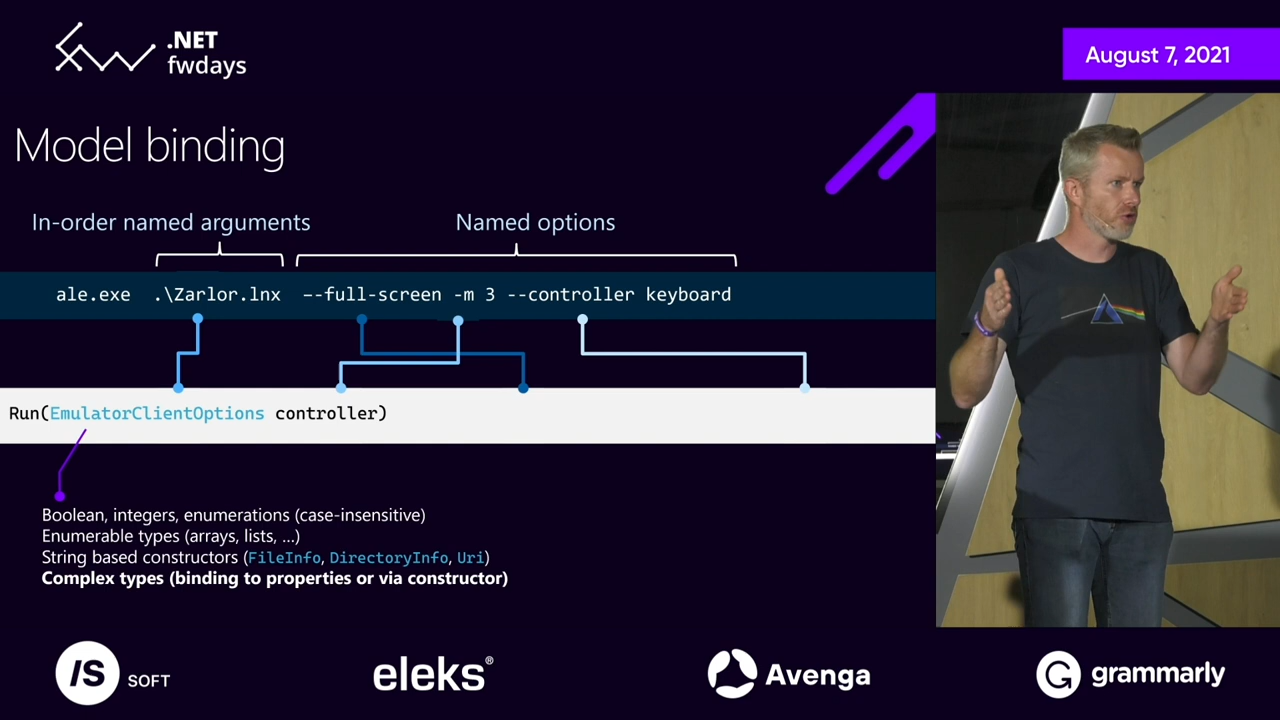 .NET
fwdays
August 7, 2021
Model binding
In-order named arguments
Named options
ale.exe .\Zarlor.lnx --full-screen -m 3 --controller keyboard
Run(EmulatorClientOptions controller)
Boolean, integers, enumerations (case-insensitive)
Enumerable types (arrays, lists, ...)
String based constructors (FileInfo, DirectoryInfo, Uri)
Complex types (binding to properties or via constructor)
IS SOFT
eleks®
Avenga
grammarly